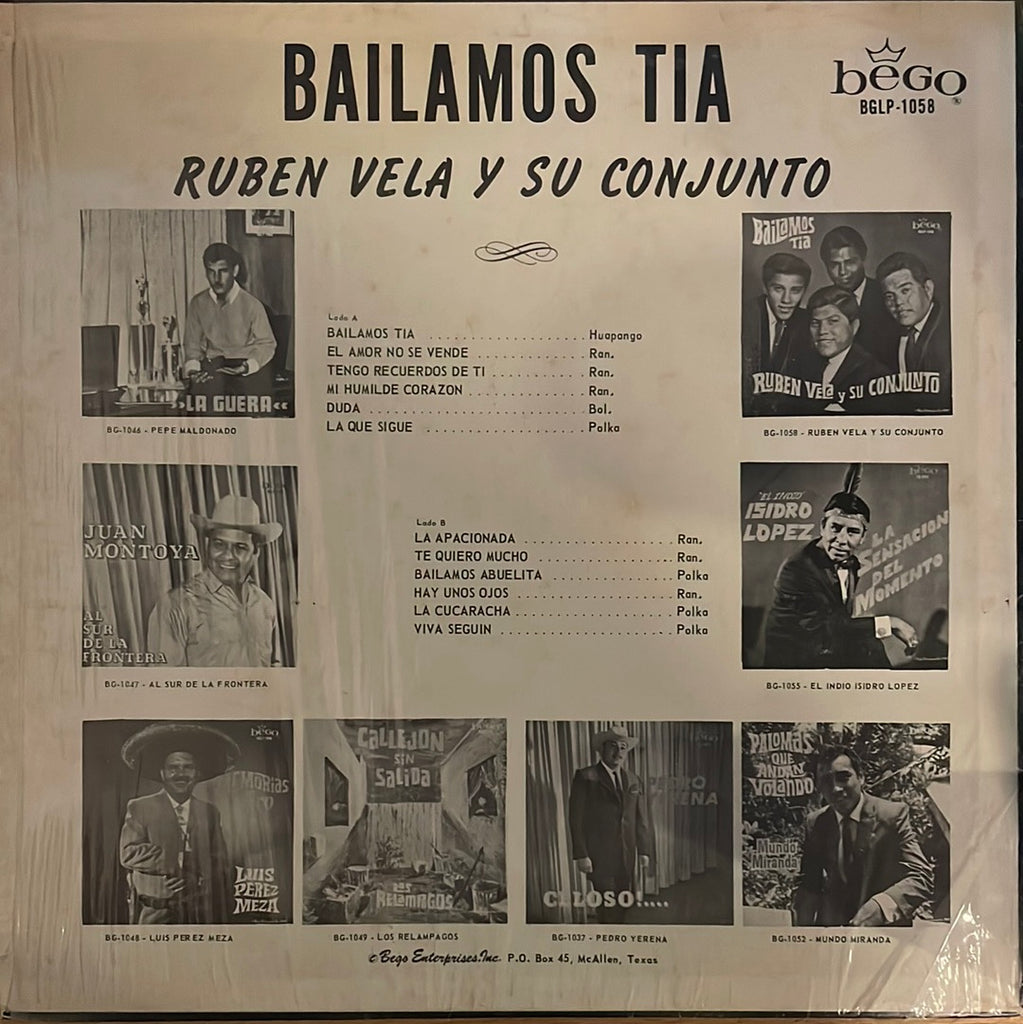 BAILAMOS TIA
bego
BGLP-1058
RUBEN VELA Y SU CONJUNTO
»LA GUERA«
BG-1046 - PEPE MALDONADO
Lado A
BAILAMOS TIA . . . . . . . . . . . . . . . . . . . . . Huapango
EL AMOR NO SE VENDE . . . . . . . . . . . . . . . Ran.
TENGO RECUERDOS DE TI . . . . . . . . . . . . . Ran.
MI HUMILDE CORAZON . . . . . . . . . . . . . . . . Ran.
DUDA . . . . . . . . . . . . . . . . . . . . . . . . . . . . . Bol.
LA QUE SIGUE . . . . . . . . . . . . . . . . . . . . . Polka
BAILAMOS
TIA
bego
RUBEN VELA y SU CONJUNTO
BG-1058 - RUBEN VELA Y SU CONJUNTO
JUAN
MONTOYA
AL
SUR
DE LA
FRONTERA
BG-1047 - AL SUR DE LA FRONTERA
Lado B
LA APACIONADA . . . . . . . . . . . . . . . . . . . . Ran.
TE QUIERO MUCHO . . . . . . . . . . . . . . . . . . Ran.
BAILAMOS ABUELITA . . . . . . . . . . . . . . . . Polka
HAY UNOS OJOS . . . . . . . . . . . . . . . . . . . . . Ran.
LA CUCARACHA . . . . . . . . . . . . . . . . . . . . . Polka
VIVA SEGUIN . . . . . . . . . . . . . . . . . . . . . . . Polka
"EL INDIO"
ISIDRO
LOPEZ
bego
LA
SENSACION
DEL
MOMENTO
BG-1055 - EL INDIO ISIDRO LOPEZ
bego
LUIS
PEREZ
MEZA
BG-1048 - LUIS PEREZ MEZA
CALLEJON
SIN
SALIDA
LOS
RELAMPAGOS
BG-1049 - LOS RELAMPAGOS
PEDRO
YERENA
CELOSO!....
BG-1037 - PEDRO YERENA
PALOMAS
QUE
ANDAN
VOLANDO
bego
Mundo
Miranda
BG-1052 - MUNDO MIRANDA
© Bego Enterprises, Inc. P.O. Box 45, McAllen, Texas